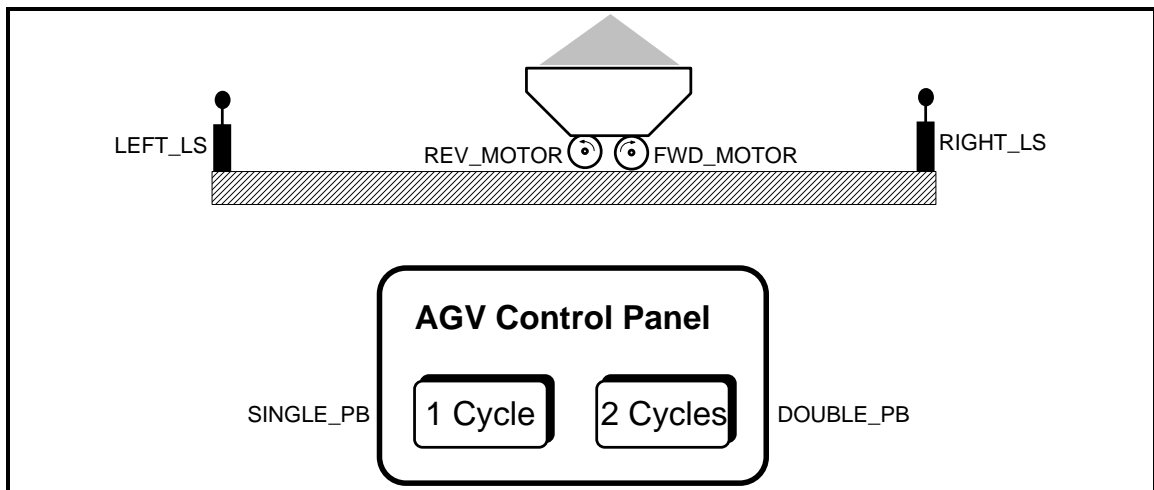 LEFT_LS
RIGHT_LS
REV_MOTOR
FWD_MOTOR
AGV Control Panel
SINGLE_PB
1 Cycle
2 Cycles
DOUBLE_PB